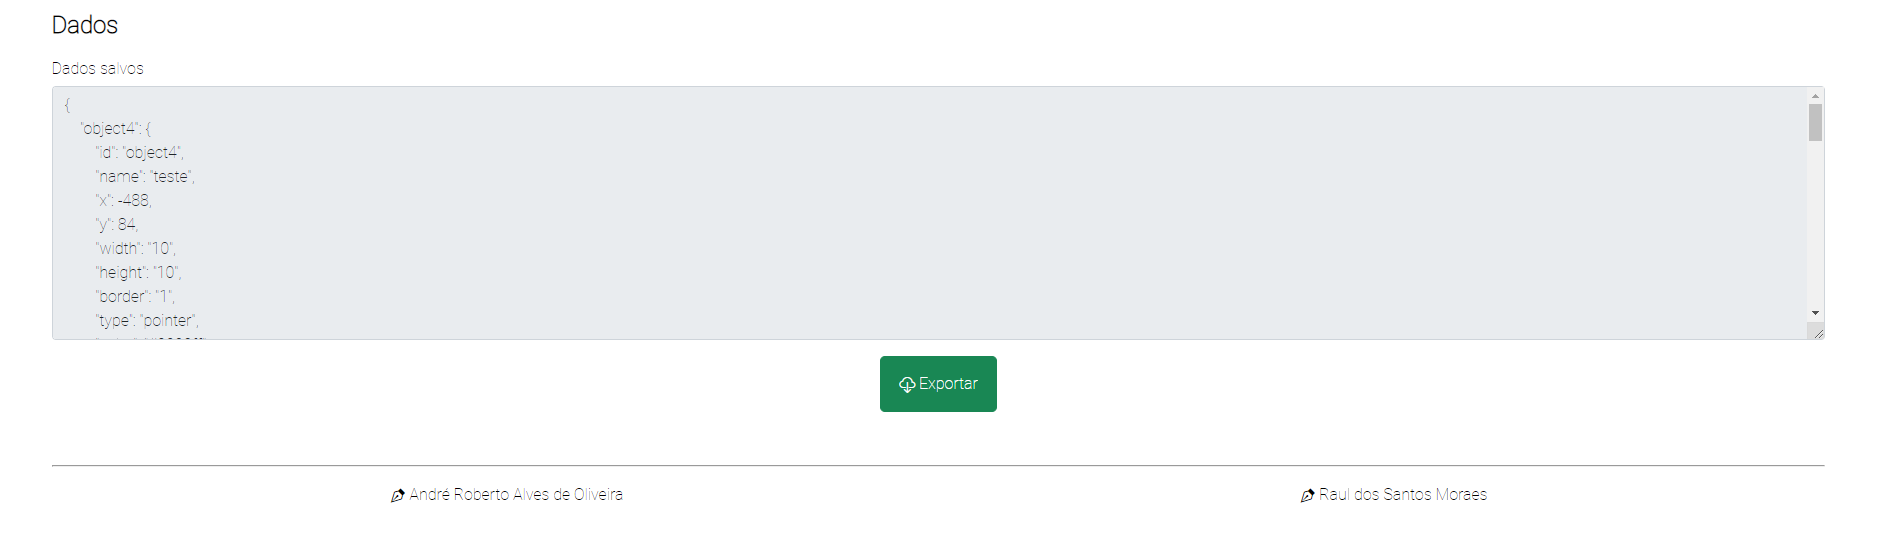 Dados
Dados salvos
{
"object4": {
"id": "object4",
"name": "teste",
"x": -488,
"y": 84,
"width": "10",
"height": "10",
"border": "1",
"type": "pointer",
Exportar
André Roberto Alves de Oliveira
Raul dos Santos Moraes